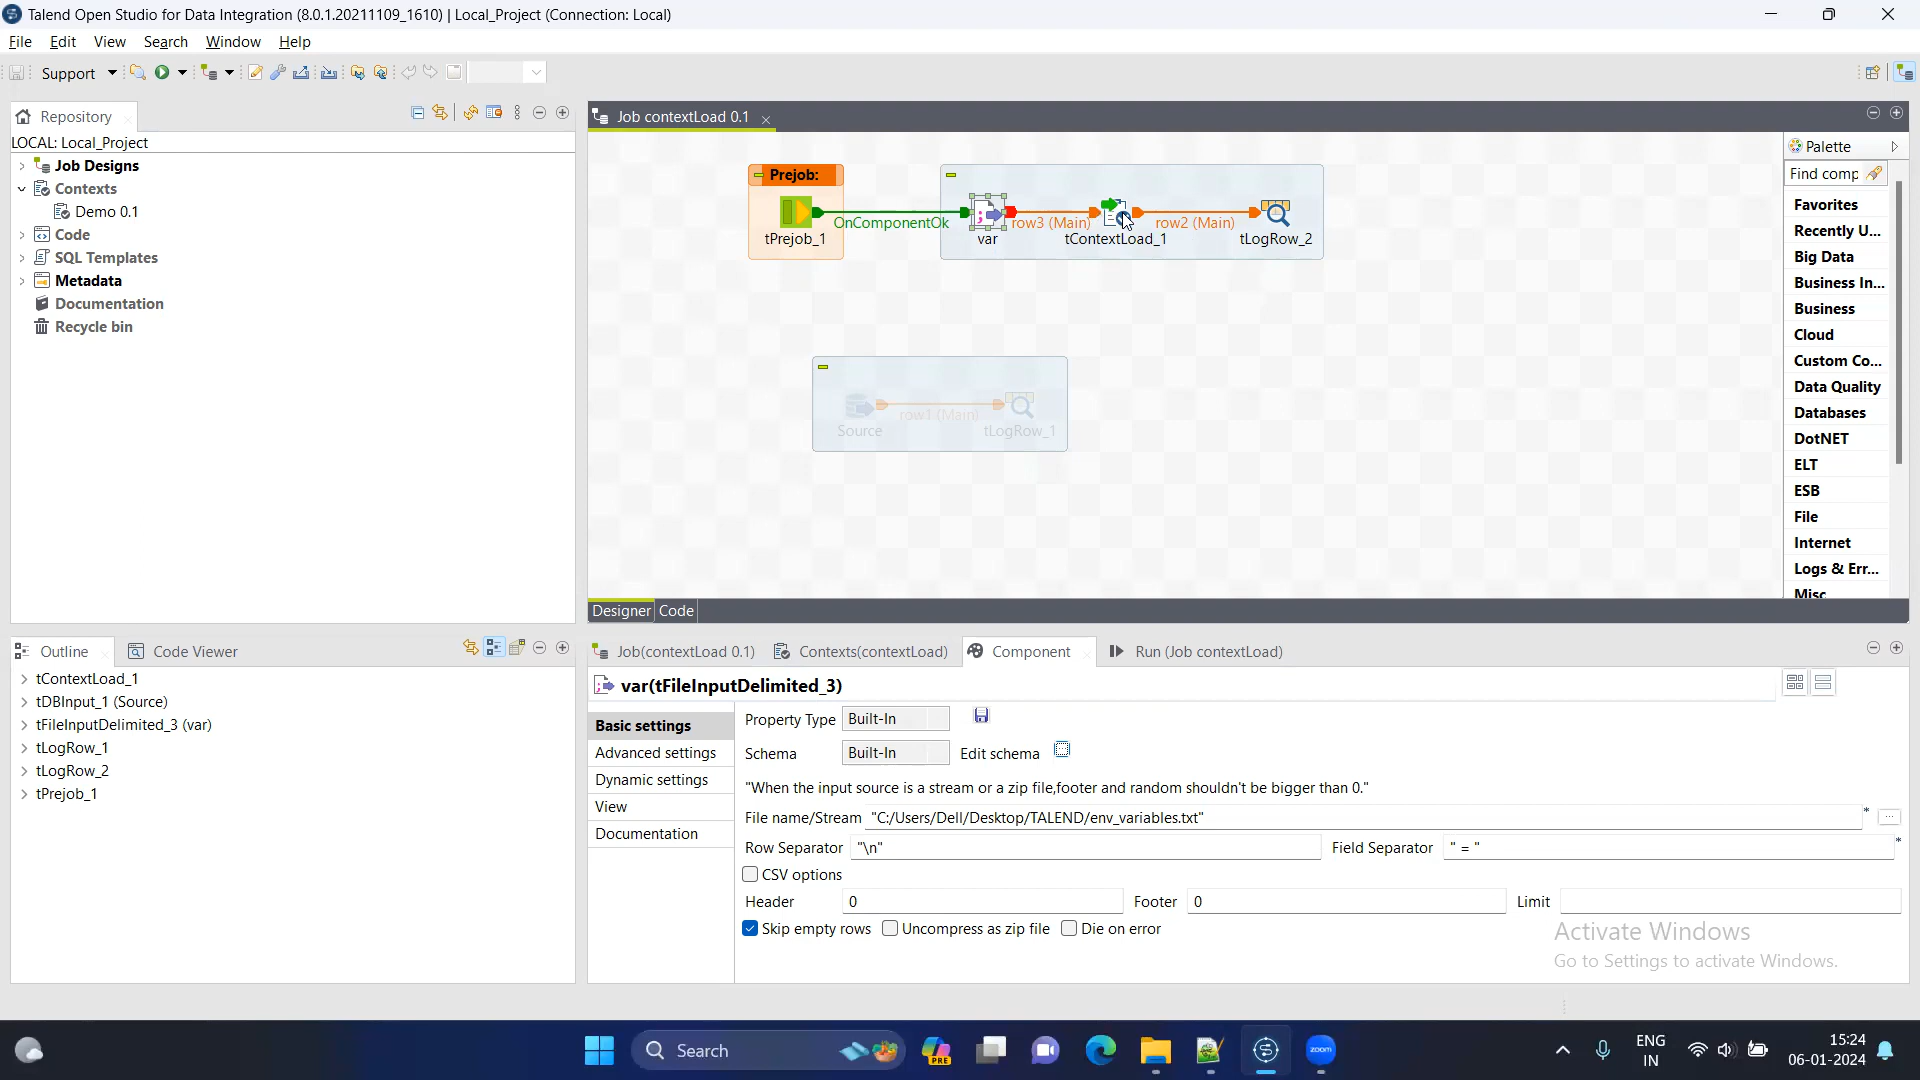 Talend Open Studio for Data Integration (8.0.1.20211109_1610) | Local_Project (Connection: Local)
File Edit View Search Window Help
Support
Repository
LOCAL: Local_Project
Job Designs
Contexts
Demo 0.1
Code
SQL Templates
Metadata
Documentation
Recycle bin
Job contextLoad 0.1
Prejob:
OnComponentOk
row3 (Main)
row2 (Main)
tPrejob_1
var
tContextLoad_1
tLogRow_2
row1 (Main)
Source
tLogRow_1
Palette
Find comp
Favorites
Recently U...
Big Data
Business In...
Business
Cloud
Custom Co...
Data Quality
Databases
DotNET
ELT
ESB
File
Internet
Logs & Err...
Misc
Designer Code
Outline Code Viewer
tContextLoad_1
tDBInput_1 (Source)
tFileInputDelimited_3 (var)
tLogRow_1
tLogRow_2
tPrejob_1
Job(contextLoad 0.1) Contexts(contextLoad) Component Run (Job contextLoad)
var(tFileInputDelimited_3)
Basic settings
Advanced settings
Dynamic settings
View
Documentation
Property Type Built-In
Schema Built-In Edit schema
"When the input source is a stream or a zip file,footer and random shouldn't be bigger than 0."
File name/Stream "C:/Users/Dell/Desktop/TALEND/env_variables.txt" * ...
Row Separator "\n" Field Separator " = " *
CSV options
Header 0 Footer 0 Limit
Skip empty rows Uncompress as zip file Die on error
Activate Windows
Go to Settings to activate Windows.
Search
PRE
zoom
ENG
IN
15:24
06-01-2024